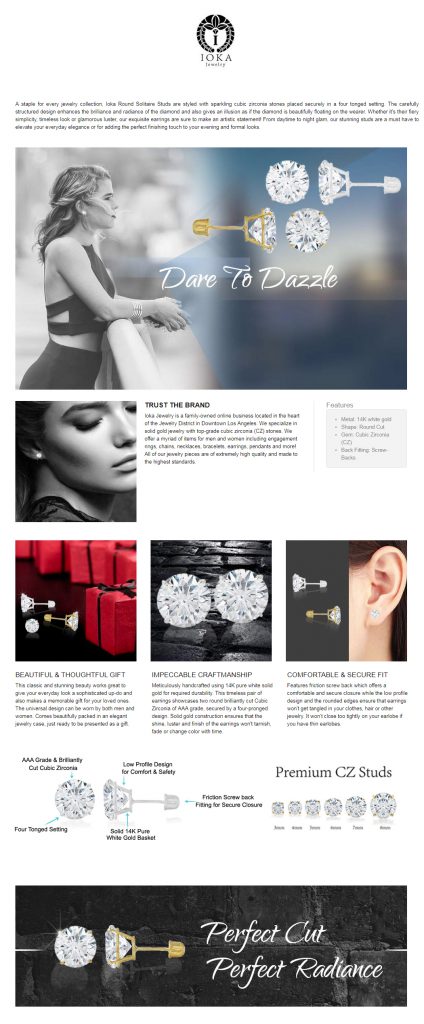 IOKA
Jewelry
A staple for every jewelry collection, Ioka Round Solitaire Studs are styled with sparkling cubic zirconia stones placed securely in a four tonged setting. The carefully
structured design enhances the brilliance and radiance of the diamond and also gives an illusion as if the diamond is beautifully floating on the wearer. Whether it's their fiery
simplicity, timeless look or glamorous luster, our exquisite earrings are sure to make an artistic statement! From daytime to night glam, our stunning studs are a must have to
elevate your everyday elegance or for adding the perfect finishing touch to your evening and formal looks.
Dare To Dazzle
TRUST THE BRAND
Ioka Jewelry is a family-owned online business located in the heart
of the Jewelry District in Downtown Los Angeles. We specialize in
solid gold jewelry with top-grade cubic zirconia (CZ) stones. We
offer a myriad of items for men and women including engagement
rings, chains, necklaces, bracelets, earrings, pendants and more!
All of our jewelry pieces are of extremely high quality and made to
the highest standards.
Features
Metal: 14K white gold
Shape: Round Cut
Gem: Cubic Zirconia
(CZ)
Back Fitting: Screw-
Backs
BEAUTIFUL & THOUGHTFUL GIFT
This classic and stunning beauty works great to
give your everyday look a sophisticated up-do and
also makes a memorable gift for your loved ones.
The universal design can be worn by both men and
women. Comes beautifully packed in an elegant
jewelry case, just ready to be presented as a gift.
IMPECCABLE CRAFTMANSHIP
Meticulously handcrafted using 14K pure white solid
gold for required durability. This timeless pair of
earrings showcases two round brilliantly cut Cubic
Zirconia of AAA grade, secured by a four-pronged
design. Solid gold construction ensures that the
shine, luster and finish of the earrings won't tarnish,
fade or change color with time.
COMFORTABLE & SECURE FIT
Features friction screw back which offers a
comfortable and secure closure while the low profile
design and the rounded edges ensure that earrings
won't get tangled in your clothes, hair or other
jewelry. It won't close too tightly on your earlobe if
you have thin earlobes.
AAA Grade & Brilliantly
Cut Cubic Zirconia
Low Profile Design
for Comfort & Safety
Friction Screw back
Fitting for Secure Closure
Four Tonged Setting
Solid 14K Pure
White Gold Basket
Premium CZ Studs
3mm 4mm 5mm 6mm 7mm 8mm
Perfect Cut
Perfect Radiance